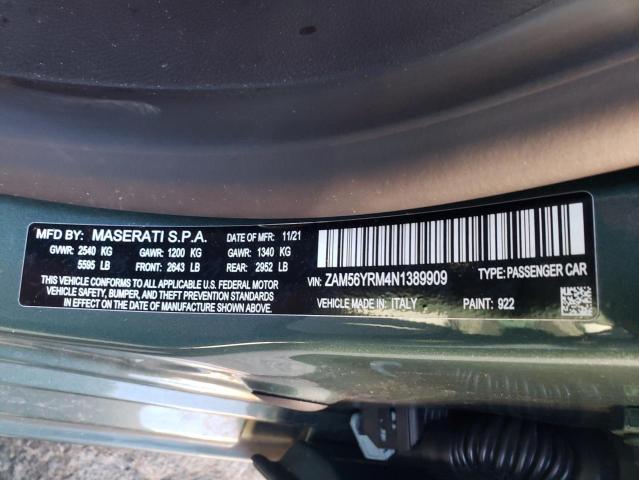 MFD BY: MASERATI S.P.A. DATE OF MFR: 11/21
GVWR: 2540 KG GAWR: 1200 KG GAWR: 1340 KG
5595 LB FRONT: 2643 LB REAR: 2952 LB
THIS VEHICLE CONFORMS TO ALL APPLICABLE U.S. FEDERAL MOTOR
VEHICLE SAFETY, BUMPER, AND THEFT PREVENTION STANDARDS
IN EFFECT ON THE DATE OF MANUFACTURE SHOWN ABOVE.
VIN: ZAM56YRM4N1389909 TYPE: PASSENGER CAR
VEHICLE MADE IN: ITALY PAINT: 922